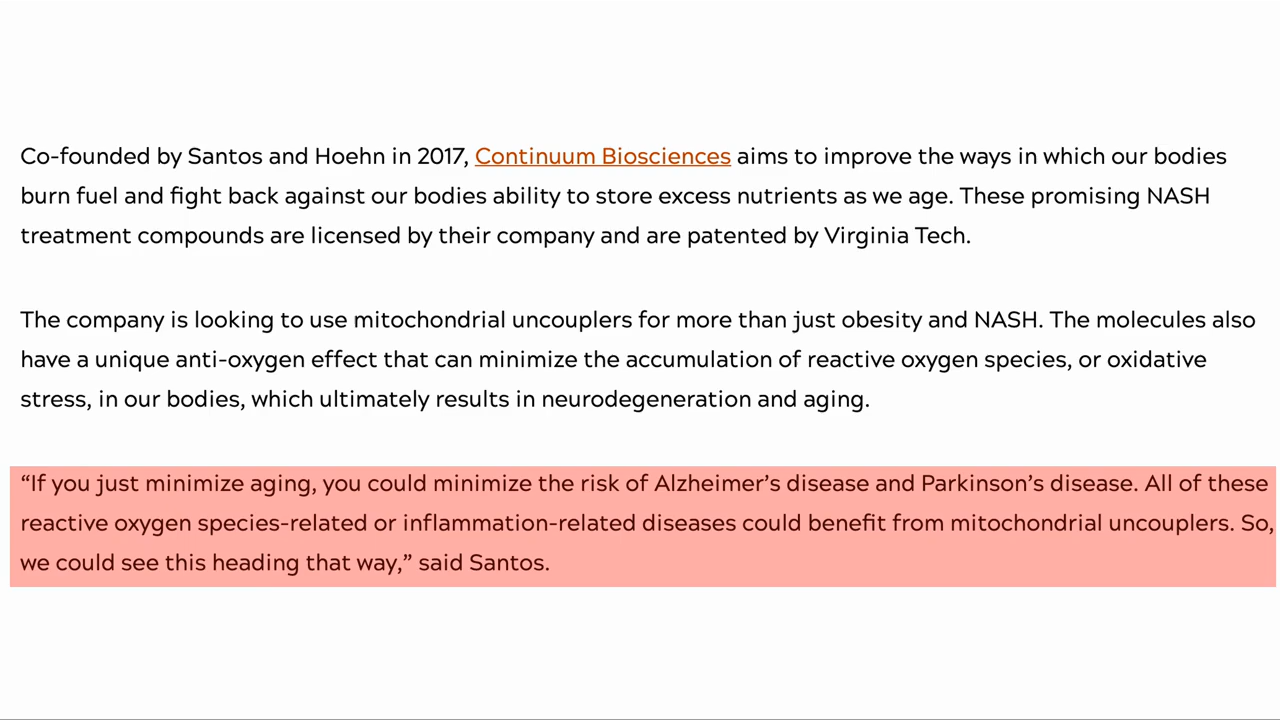 Co-founded by Santos and Hoehn in 2017, Continuum Biosciences aims to improve the ways in which our bodies
burn fuel and fight back against our bodies ability to store excess nutrients as we age. These promising NASH
treatment compounds are licensed by their company and are patented by Virginia Tech.
The company is looking to use mitochondrial uncouplers for more than just obesity and NASH. The molecules also
have a unique anti-oxygen effect that can minimize the accumulation of reactive oxygen species, or oxidative
stress, in our bodies, which ultimately results in neurodegeneration and aging.
“If you just minimize aging, you could minimize the risk of Alzheimer’s disease and Parkinson’s disease. All of these
reactive oxygen species-related or inflammation-related diseases could benefit from mitochondrial uncouplers. So,
we could see this heading that way,” said Santos.